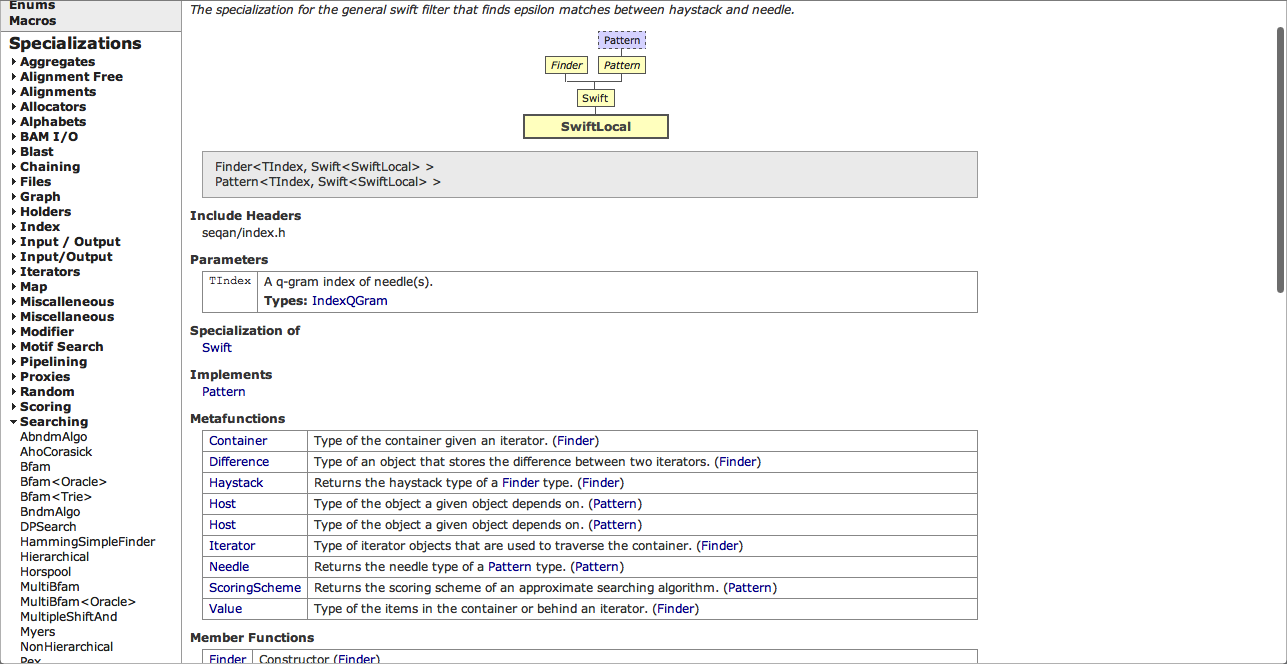 Enums
Macros
Specializations
Aggregates
Alignment Free
Alignments
Allocators
Alphabets
BAM I/O
Blast
Chaining
Files
Graph
Holders
Index
Input / Output
Input/Output
Iterators
Map
Miscalleneous
Miscellaneous
Modifier
Motif Search
Pipelining
Proxies
Random
Scoring
Searching
AbndmAlgo
AhoCorasick
Bfam
Bfam<Oracle>
Bfam<Trie>
BndmAlgo
DPSearch
HammingSimpleFinder
Hierarchical
Horspool
MultiBfam
MultiBfam<Oracle>
MultipleShiftAnd
Myers
NonHierarchical
Pex
The specialization for the general swift filter that finds epsilon matches between haystack and needle.
Pattern
Finder Pattern
Swift
SwiftLocal
Finder<TIndex, Swift<SwiftLocal> >
Pattern<TIndex, Swift<SwiftLocal> >
Include Headers
seqan/index.h
Parameters
TIndex A q-gram index of needle(s).
Types: IndexQGram
Specialization of
Swift
Implements
Pattern
Metafunctions
Container Type of the container given an iterator. (Finder)
Difference Type of an object that stores the difference between two iterators. (Finder)
Haystack Returns the haystack type of a Finder type. (Finder)
Host Type of the object a given object depends on. (Pattern)
Host Type of the object a given object depends on. (Pattern)
Iterator Type of iterator objects that are used to traverse the container. (Finder)
Needle Returns the needle type of a Pattern type. (Pattern)
ScoringScheme Returns the scoring scheme of an approximate searching algorithm. (Pattern)
Value Type of the items in the container or behind an iterator. (Finder)
Member Functions
Finder Constructor (Finder)